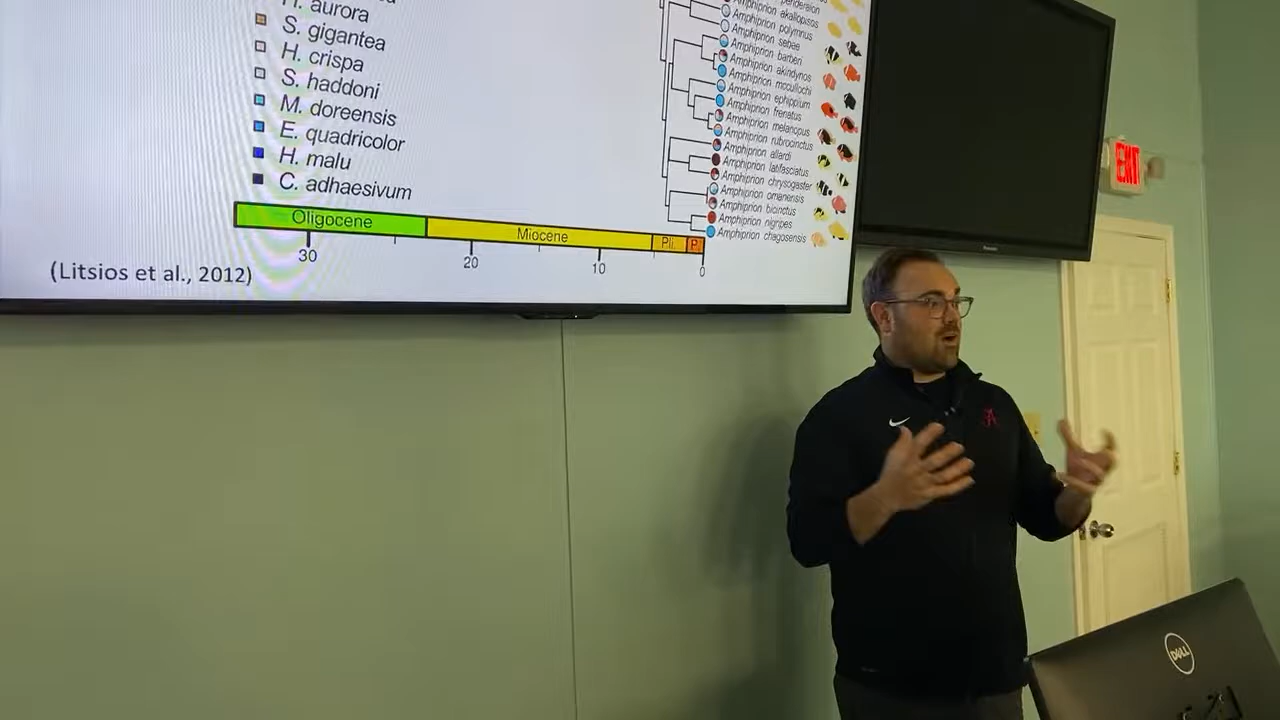 H. aurora
S. gigantea
H. crispa
S. haddoni
M. doreensis
E. quadricolor
H. malu
C. adhaesivum
Amphiprion akallopisos
Amphiprion polymnus
Amphiprion sebae
Amphiprion barberi
Amphiprion akindynos
Amphiprion mccullochi
Amphiprion ephippium
Amphiprion frenatus
Amphiprion melanopus
Amphiprion rubrocinctus
Amphiprion allardi
Amphiprion latifasciatus
Amphiprion chrysogaster
Amphiprion omanensis
Amphiprion bicinctus
Amphiprion nigripes
Amphiprion chagosensis
Oligocene
Miocene
Pli.
P.
30
20
10
0
(Litsios et al., 2012)
Panasonic
EXIT
A
DELL